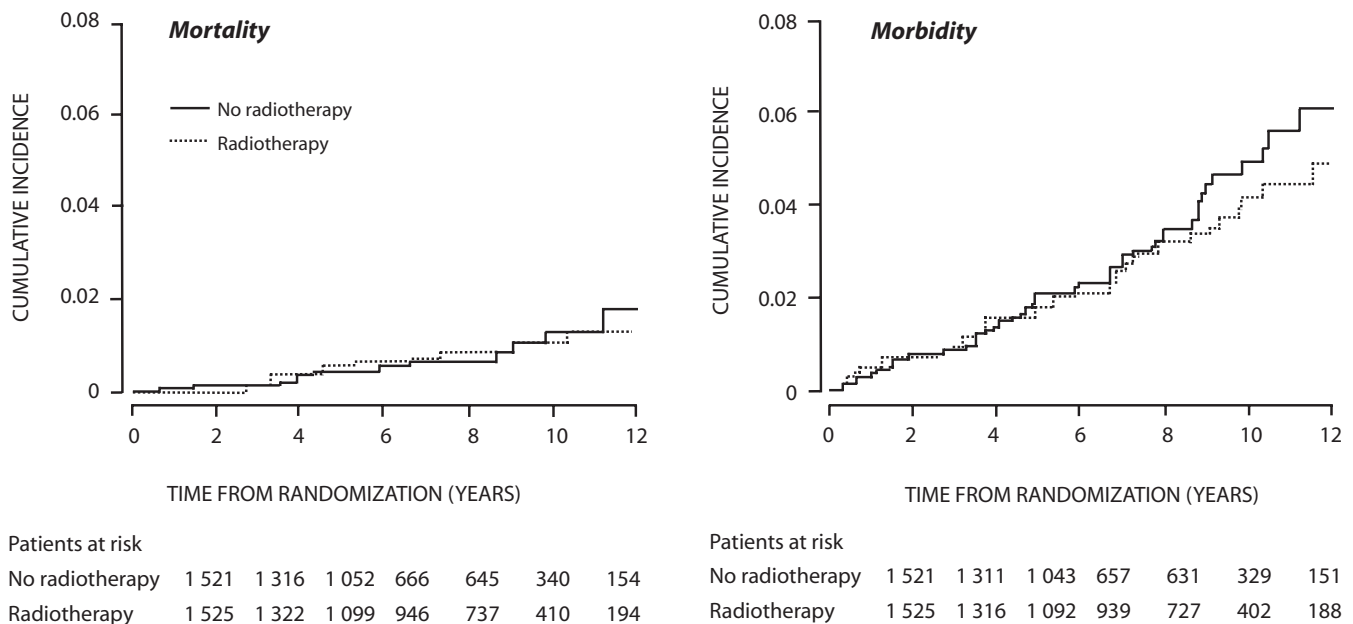 Mortality
0.08
0.06
0.04
0.02
0
CUMULATIVE INCIDENCE
No radiotherapy
Radiotherapy
0 2 4 6 8 10 12
TIME FROM RANDOMIZATION (YEARS)
Patients at risk
No radiotherapy 1 521 1 316 1 052 666 645 340 154
Radiotherapy 1 525 1 322 1 099 946 737 410 194
Morbidity
0.08
0.06
0.04
0.02
0
CUMULATIVE INCIDENCE
0 2 4 6 8 10 12
TIME FROM RANDOMIZATION (YEARS)
Patients at risk
No radiotherapy 1 521 1 311 1 043 657 631 329 151
Radiotherapy 1 525 1 316 1 092 939 727 402 188